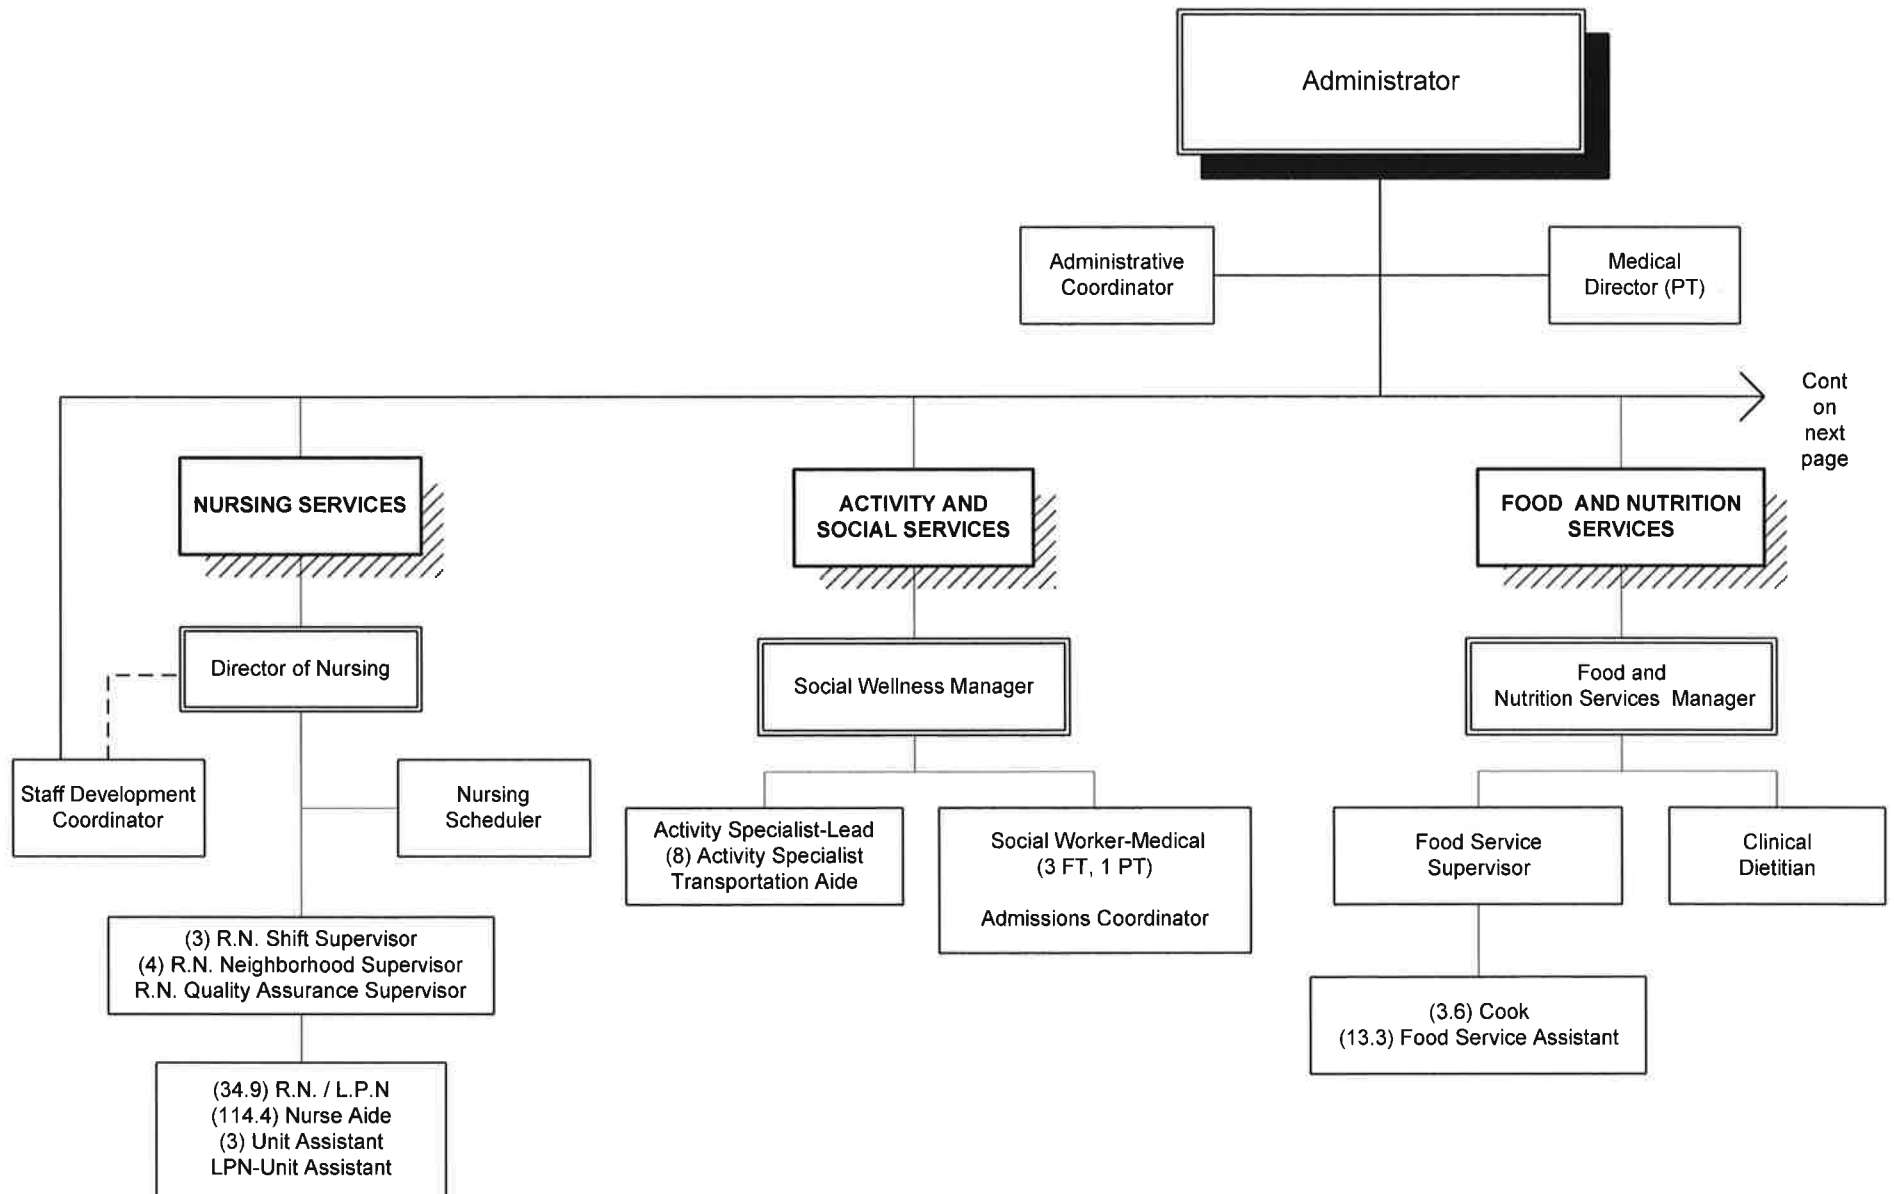 Administrator
Administrative
Coordinator
Medical
Director (PT)
Cont
on
next
page
NURSING SERVICES
ACTIVITY AND
SOCIAL SERVICES
FOOD AND NUTRITION
SERVICES
Director of Nursing
Social Wellness Manager
Food and
Nutrition Services Manager
Staff Development
Coordinator
Nursing
Scheduler
Activity Specialist-Lead
(8) Activity Specialist
Transportation Aide
Social Worker-Medical
(3 FT, 1 PT)
Admissions Coordinator
Food Service
Supervisor
Clinical
Dietitian
(3) R.N. Shift Supervisor
(4) R.N. Neighborhood Supervisor
R.N. Quality Assurance Supervisor
(3.6) Cook
(13.3) Food Service Assistant
(34.9) R.N. / L.P.N
(114.4) Nurse Aide
(3) Unit Assistant
LPN-Unit Assistant